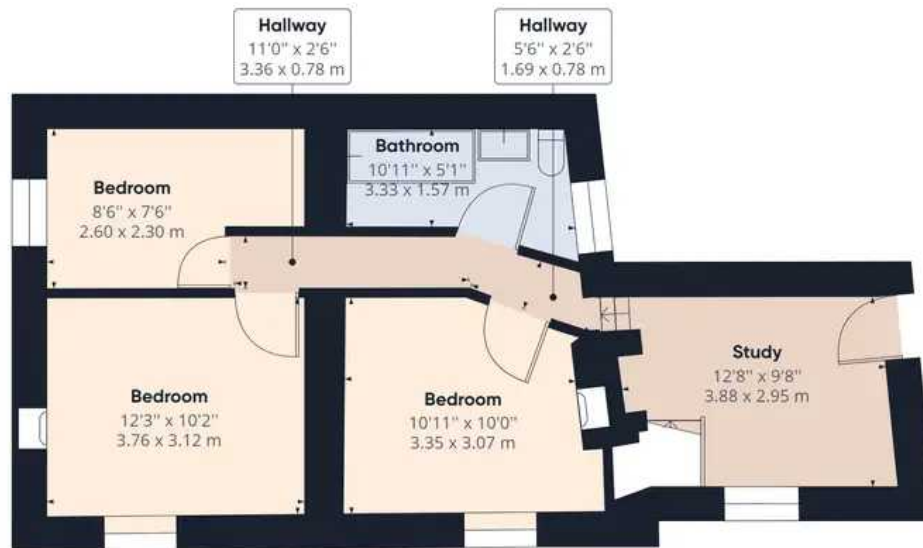 Hallway
11'0" x 2'6"
3.36 x 0.78 m
Hallway
5'6" x 2'6"
1.69 x 0.78 m
Bathroom
10'11" x 5'1"
3.33 x 1.57 m
Bedroom
8'6" x 7'6"
2.60 x 2.30 m
Study
12'8" x 9'8"
3.88 x 2.95 m
Bedroom
12'3" x 10'2"
3.76 x 3.12 m
Bedroom
10'11" x 10'0"
3.35 x 3.07 m